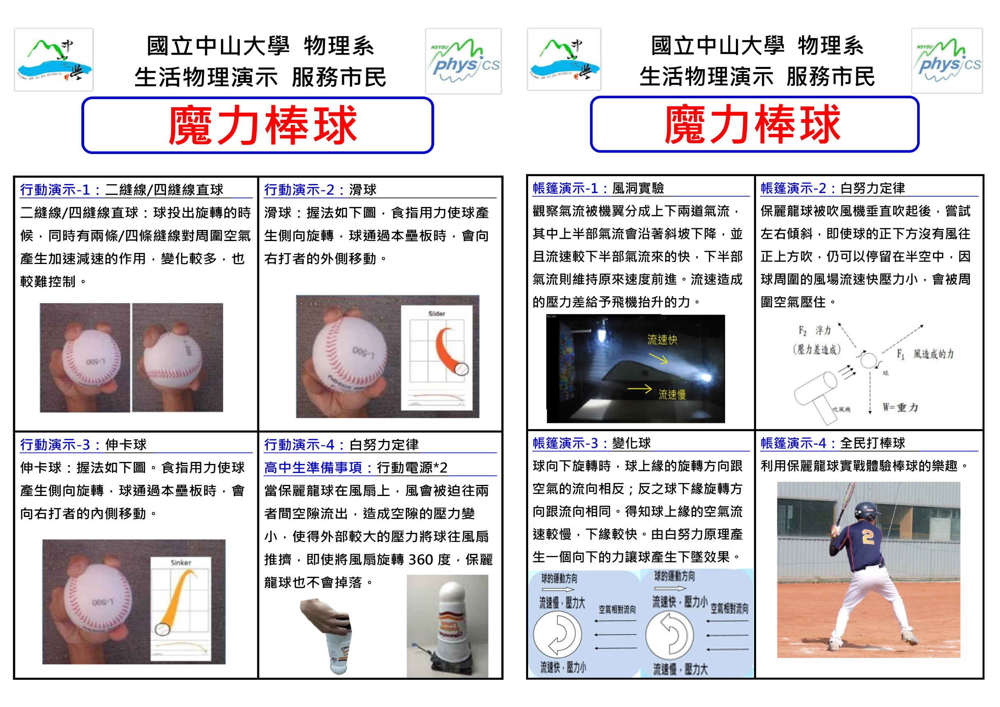 國立中山大學 物理系
生活物理演示 服務市民
NSYSU
physics
魔力棒球
行動演示-1：二縫線/四縫線直球
二縫線/四縫線直球：球投出旋轉的時
候，同時有兩條/四條縫線對周圍空氣
產生加速減速的作用，變化較多，也
較難控制。
L-500
行動演示-2：滑球
滑球：握法如下圖，食指用力使球產
生側向旋轉，球通過本壘板時，會向
右打者的外側移動。
L-500
Slider
行動演示-3：伸卡球
伸卡球：握法如下圖。食指用力使球
產生側向旋轉，球通過本壘板時，會
向右打者的內側移動。
L-500
Sinker
行動演示-4：白努力定律
高中生準備事項：行動電源*2
當保麗龍球在風扇上，風會被迫往兩
者間空隙流出，造成空隙的壓力變
小，使得外部較大的壓力將球往風扇
推擠，即使將風扇旋轉 360 度，保麗
龍球也不會掉落。
國立中山大學 物理系
生活物理演示 服務市民
NSYSU
physics
魔力棒球
帳篷演示-1：風洞實驗
觀察氣流被機翼分成上下兩道氣流，
其中上半部氣流會沿著斜坡下降，並
且流速較下半部氣流來的快，下半部
氣流則維持原來速度前進。流速造成
的壓力差給予飛機抬升的力。
流速快
流速慢
帳篷演示-2：白努力定律
保麗龍球被吹風機垂直吹起後，嘗試
左右傾斜，即使球的正下方沒有風往
正上方吹，仍可以停留在半空中，因
球周圍的風場流速快壓力小，會被周
圍空氣壓住。
F2 浮力
(壓力差造成)
F1 風造成的力
球
吹風機
W=重力
帳篷演示-3：變化球
球向下旋轉時，球上緣的旋轉方向跟
空氣的流向相反；反之球下緣旋轉方
向跟流向相同。得知球上緣的空氣流
速較慢，下緣較快。由白努力原理產
生一個向下的力讓球產生下墜效果。
球的運動方向
流速慢，壓力大
空氣相對流向
流速快，壓力小
球的運動方向
流速快，壓力小
空氣相對流向
流速慢，壓力大
帳篷演示-4：全民打棒球
利用保麗龍球實戰體驗棒球的樂趣。
2